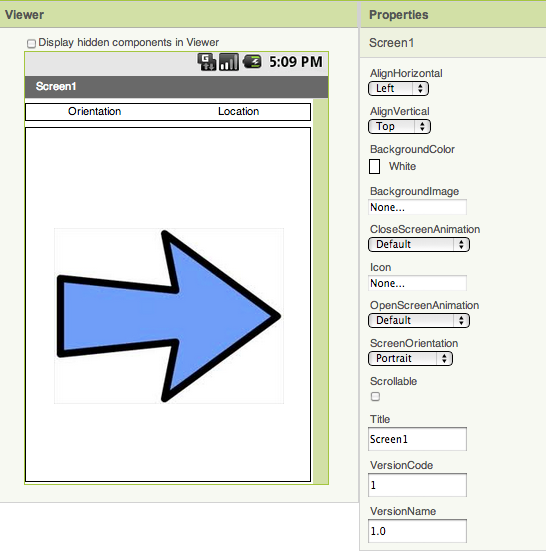 Viewer
Display hidden components in Viewer
5:09 PM
Screen1
Orientation Location
Properties
Screen1
AlignHorizontal
Left
AlignVertical
Top
BackgroundColor
White
BackgroundImage
None...
CloseScreenAnimation
Default
Icon
None...
OpenScreenAnimation
Default
ScreenOrientation
Portrait
Scrollable
Title
Screen1
VersionCode
1
VersionName
1.0